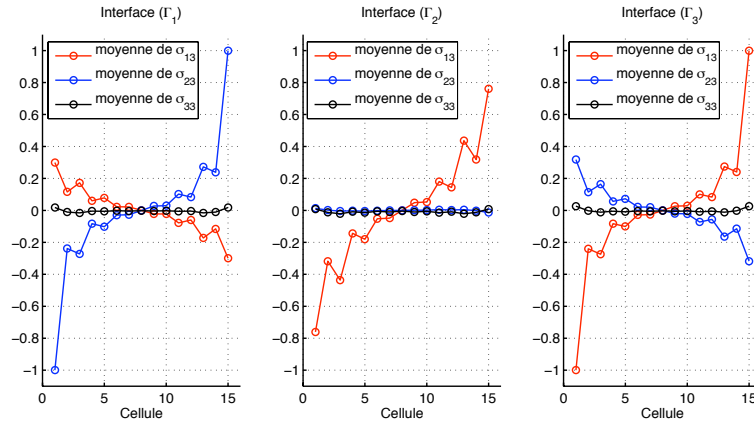 Interface (Γ₁)
1
0.8
0.6
0.4
0.2
0
−0.2
−0.4
−0.6
−0.8
−1
moyenne de σ₁₃
moyenne de σ₂₃
moyenne de σ₃₃
0 5 10 15
Cellule
Interface (Γ₂)
1
0.8
0.6
0.4
0.2
0
−0.2
−0.4
−0.6
−0.8
−1
moyenne de σ₁₃
moyenne de σ₂₃
moyenne de σ₃₃
0 5 10 15
Cellule
Interface (Γ₃)
1
0.8
0.6
0.4
0.2
0
−0.2
−0.4
−0.6
−0.8
−1
moyenne de σ₁₃
moyenne de σ₂₃
moyenne de σ₃₃
0 5 10 15
Cellule